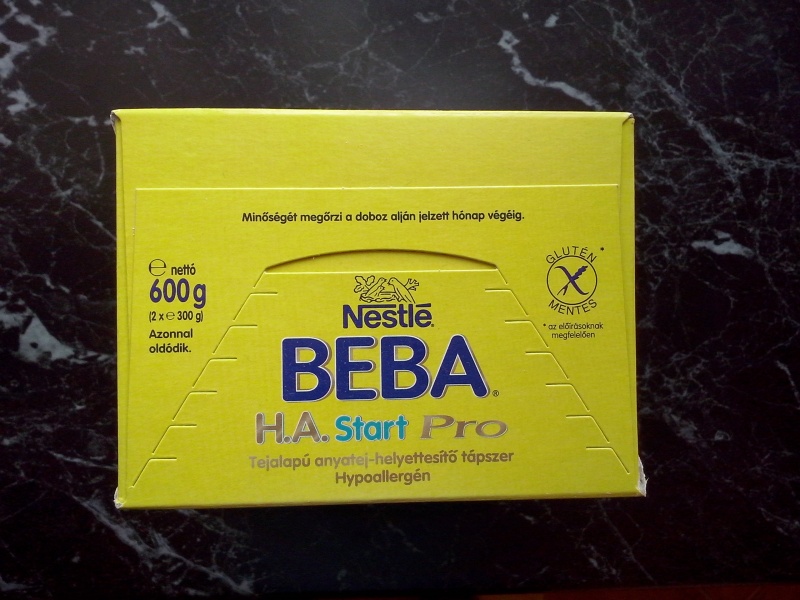 Minőségét megőrzi a doboz alján jelzett hónap végéig.
℮ nettó
600 g
(2 x ℮ 300 g)
Azonnal
oldódik.
GLUTÉN *
MENTES
* az előírásoknak
megfelelően
Nestlé®
BEBA®
H.A. Start Pro
Tejalapú anyatej-helyettesítő tápszer
Hypoallergén